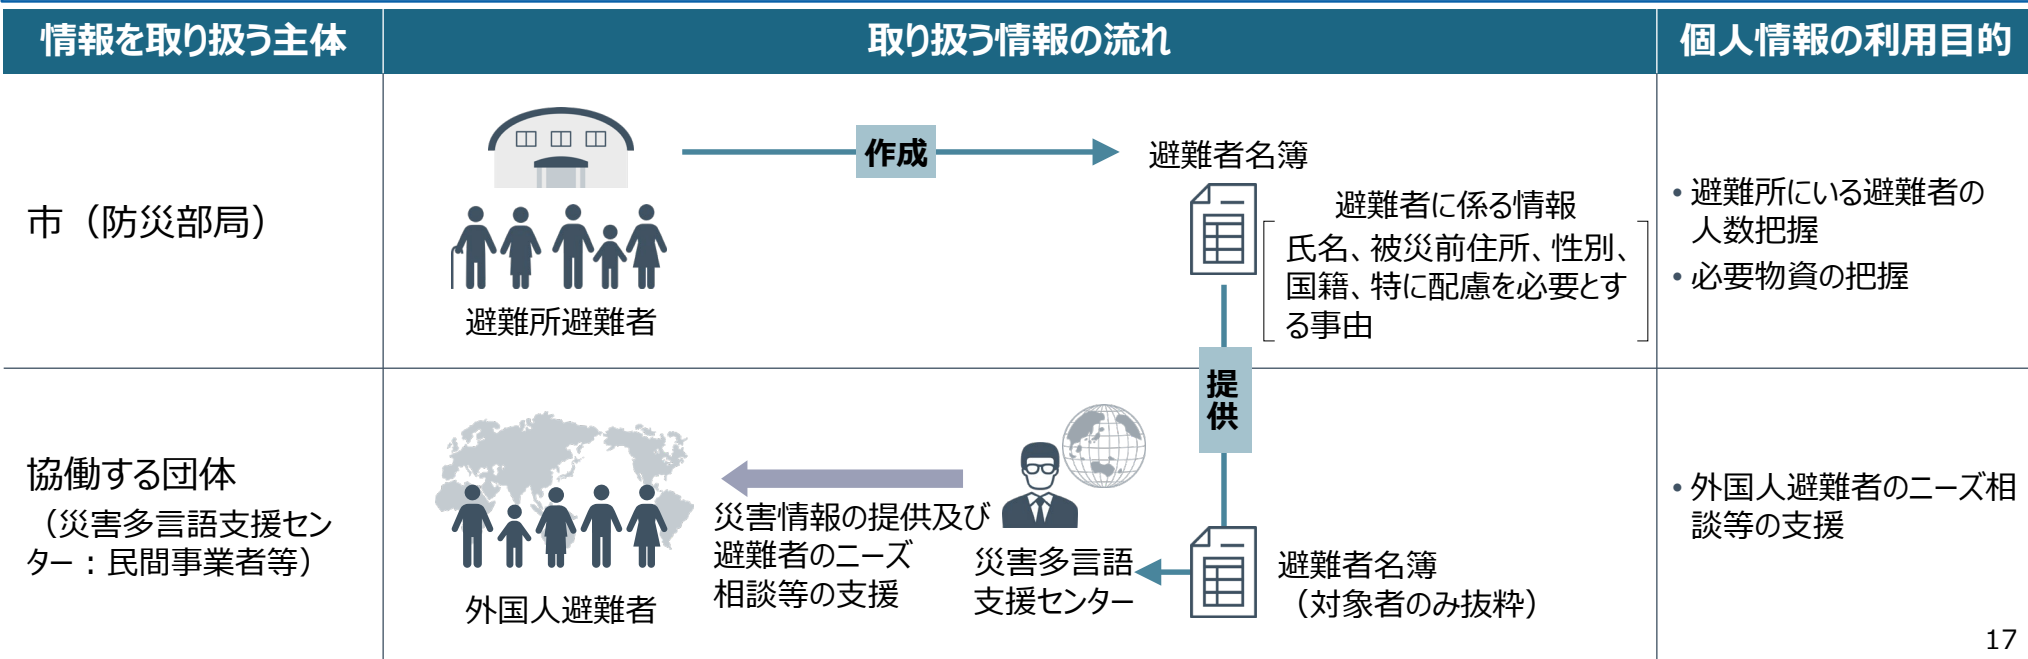 情報を取り扱う主体
取り扱う情報の流れ
個人情報の利用目的
市（防災部局）
避難所避難者
作成
避難者名簿
避難者に係る情報
氏名、被災前住所、性別、
国籍、特に配慮を必要とす
る事由
• 避難所にいる避難者の
人数把握
• 必要物資の把握
提供
協働する団体
（災害多言語支援セン
ター：民間事業者等）
外国人避難者
災害情報の提供及び
避難者のニーズ
相談等の支援
災害多言語
支援センター
避難者名簿
（対象者のみ抜粋）
• 外国人避難者のニーズ相
談等の支援
17